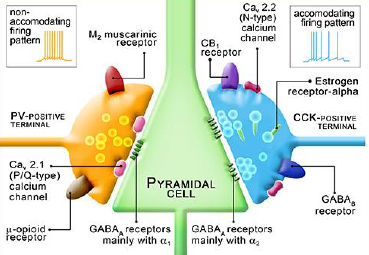 non-
accomodating
firing
pattern
M₂ muscarinic
receptor
CB₁
receptor
Caᵥ 2.2
(N-type)
calcium
channel
accomodating
firing pattern
Estrogen
receptor-alpha
PV-POSITIVE
TERMINAL
CCK-POSITIVE
TERMINAL
Caᵥ 2.1
(P/Q-type)
calcium
channel
PYRAMIDAL
CELL
μ-opioid
receptor
GABAₐ receptors
mainly with α₁
GABAₐ receptors
mainly with α₂
GABA_B
receptor